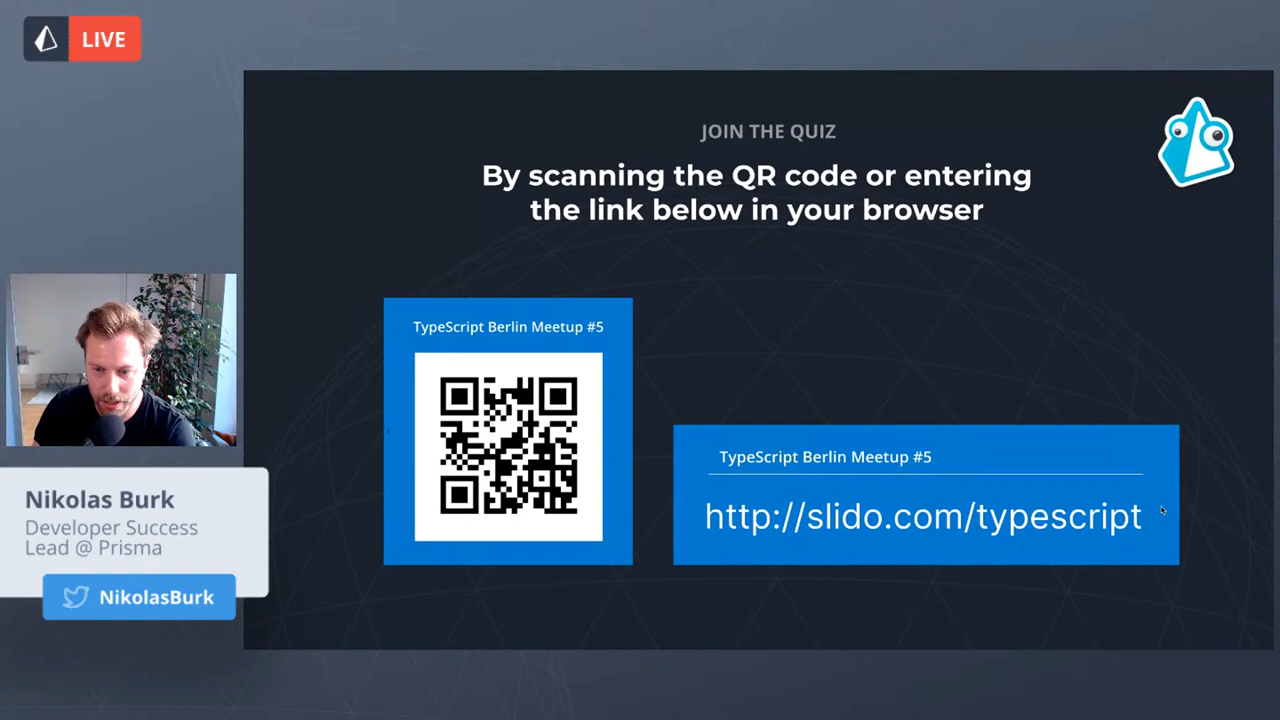 LIVE
JOIN THE QUIZ
By scanning the QR code or entering
the link below in your browser
TypeScript Berlin Meetup #5
TypeScript Berlin Meetup #5
http://slido.com/typescript
Nikolas Burk
Developer Success
Lead @ Prisma
NikolasBurk